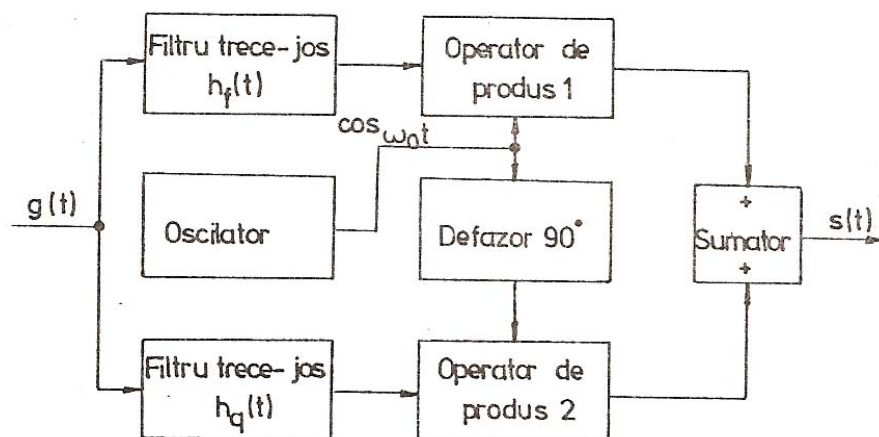 Filtru trece-jos
h_f(t)
Operator de
produs 1
cos ω₀t
g(t)
Oscilator
Defazor 90°
+
Sumator
+
s(t)
Filtru trece-jos
h_q(t)
Operator de
produs 2